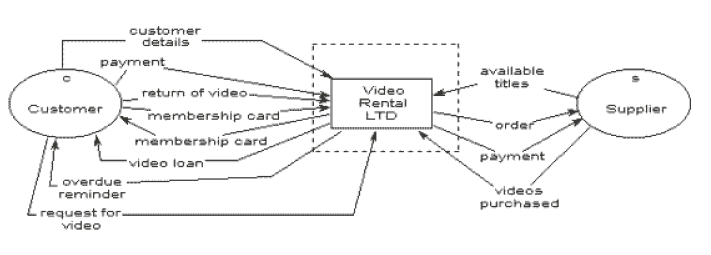 customer
details
payment
c
Customer
return of video
membership card
membership card
video loan
overdue
reminder
request for
video
Video
Rental
LTD
available
titles
order
payment
videos
purchased
s
Supplier